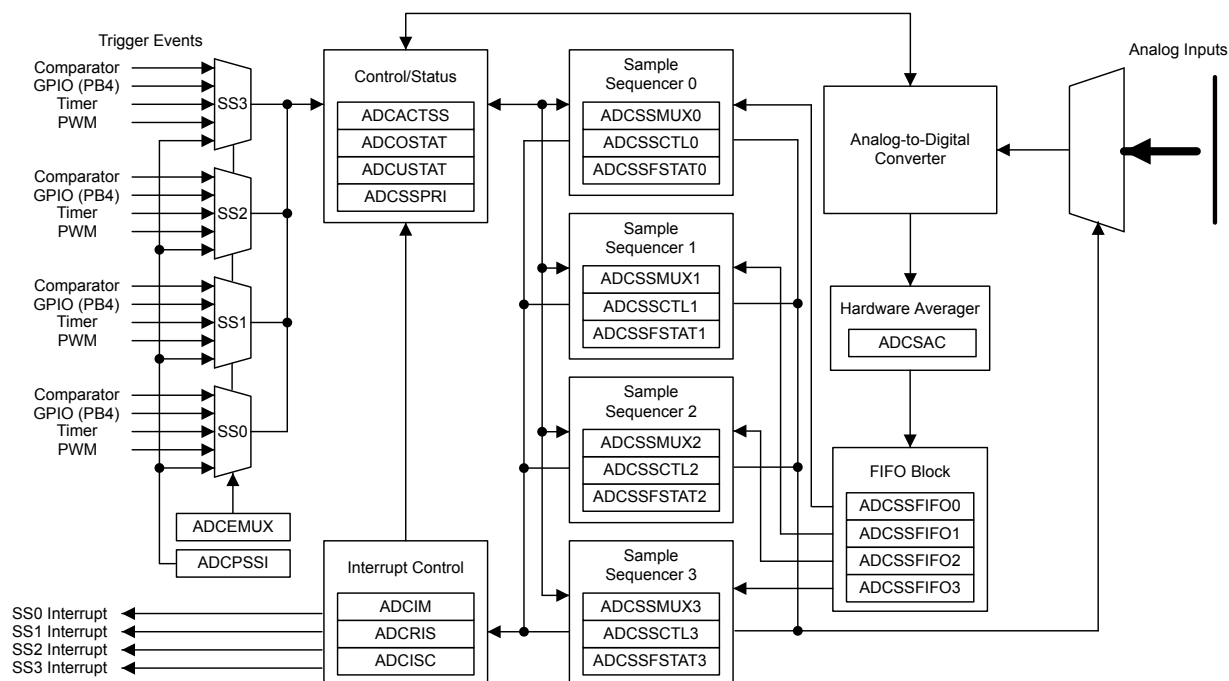 Trigger Events
Comparator
GPIO (PB4)
Timer
PWM
SS3
Comparator
GPIO (PB4)
Timer
PWM
SS2
Comparator
GPIO (PB4)
Timer
PWM
SS1
Comparator
GPIO (PB4)
Timer
PWM
SS0
ADCEMUX
ADCPSSI
SS0 Interrupt
SS1 Interrupt
SS2 Interrupt
SS3 Interrupt
Control/Status
ADCACTSS
ADCOSTAT
ADCUSTAT
ADCSSPRI
Interrupt Control
ADCIM
ADCRIS
ADCISC
Sample
Sequencer 0
ADCSSMUX0
ADCSSCTL0
ADCSSFSTAT0
Sample
Sequencer 1
ADCSSMUX1
ADCSSCTL1
ADCSSFSTAT1
Sample
Sequencer 2
ADCSSMUX2
ADCSSCTL2
ADCSSFSTAT2
Sample
Sequencer 3
ADCSSMUX3
ADCSSCTL3
ADCSSFSTAT3
Analog-to-Digital
Converter
Hardware Averager
ADCSAC
FIFO Block
ADCSSFIFO0
ADCSSFIFO1
ADCSSFIFO2
ADCSSFIFO3
Analog Inputs